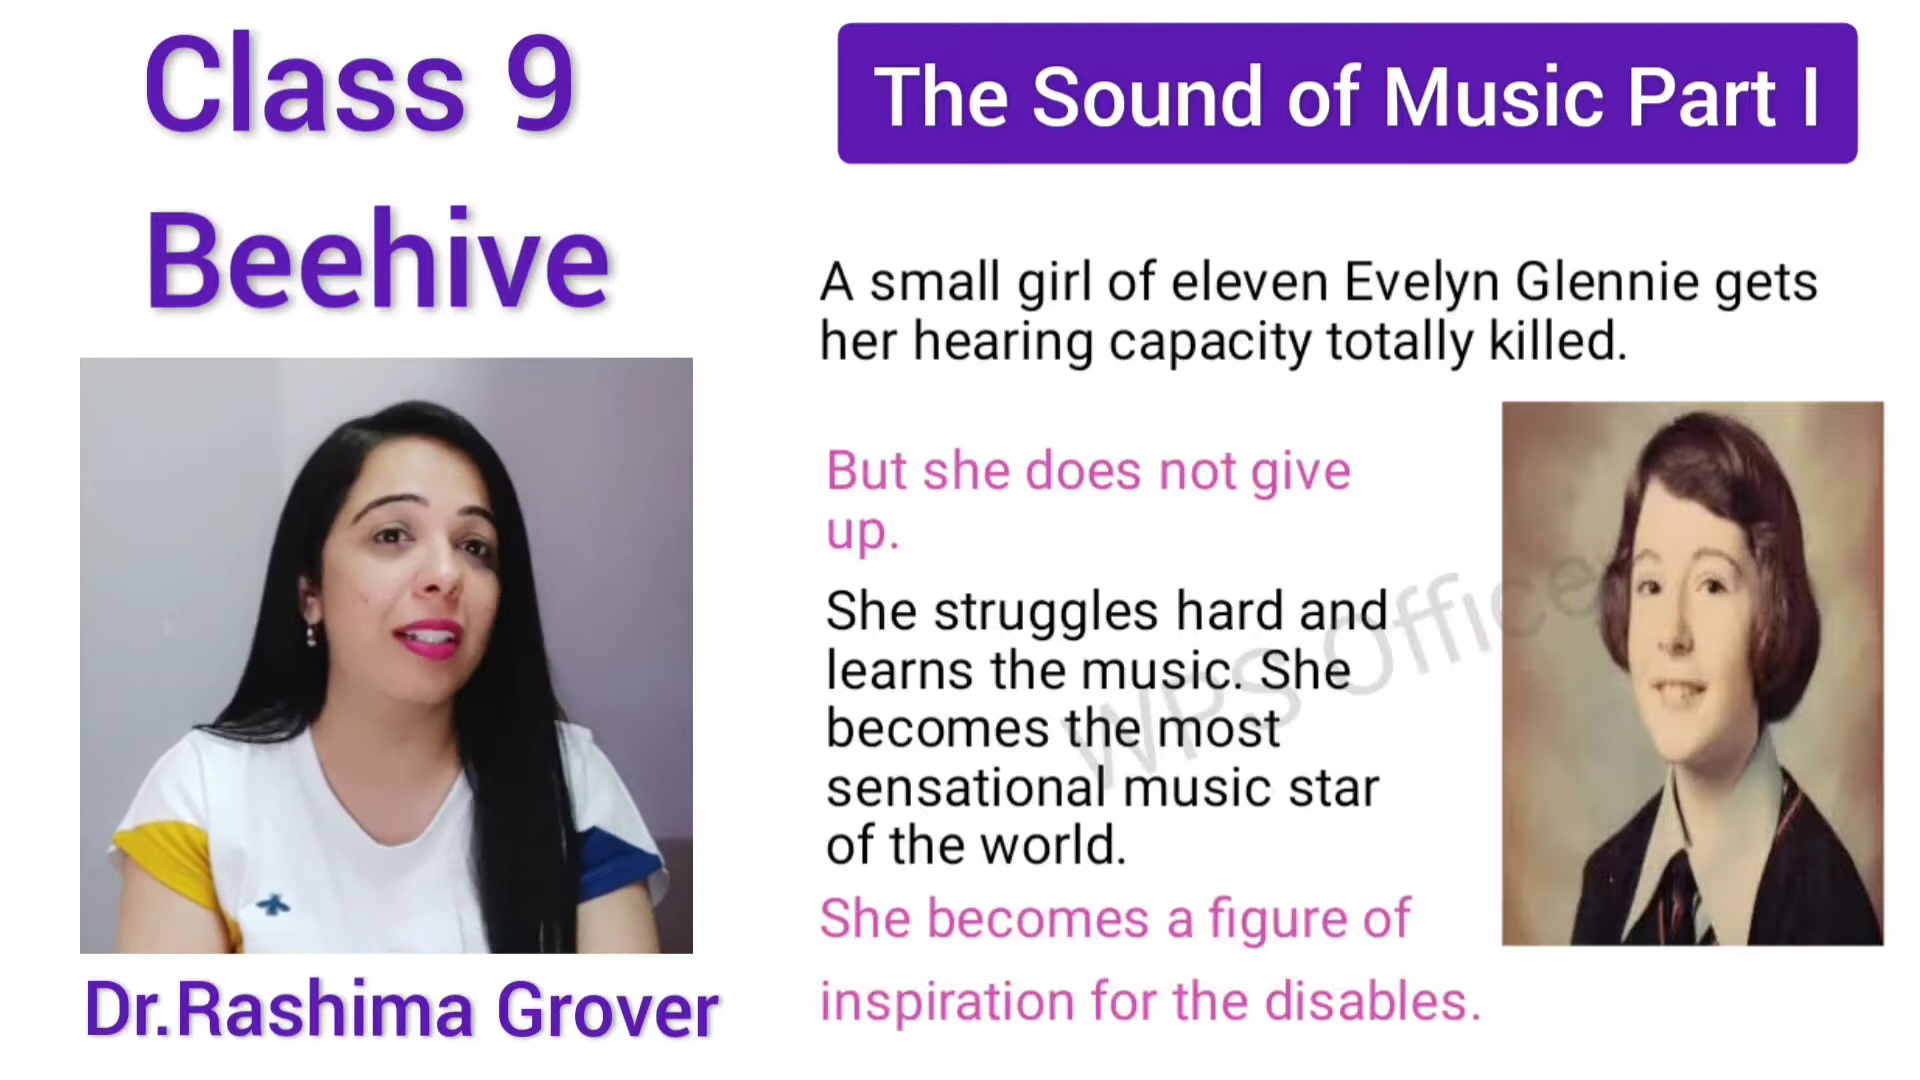 Class 9
Beehive
Dr.Rashima Grover
The Sound of Music Part I
A small girl of eleven Evelyn Glennie gets
her hearing capacity totally killed.
But she does not give
up.
She struggles hard and
learns the music. She
becomes the most
sensational music star
of the world.
She becomes a figure of
inspiration for the disables.
WPS Office